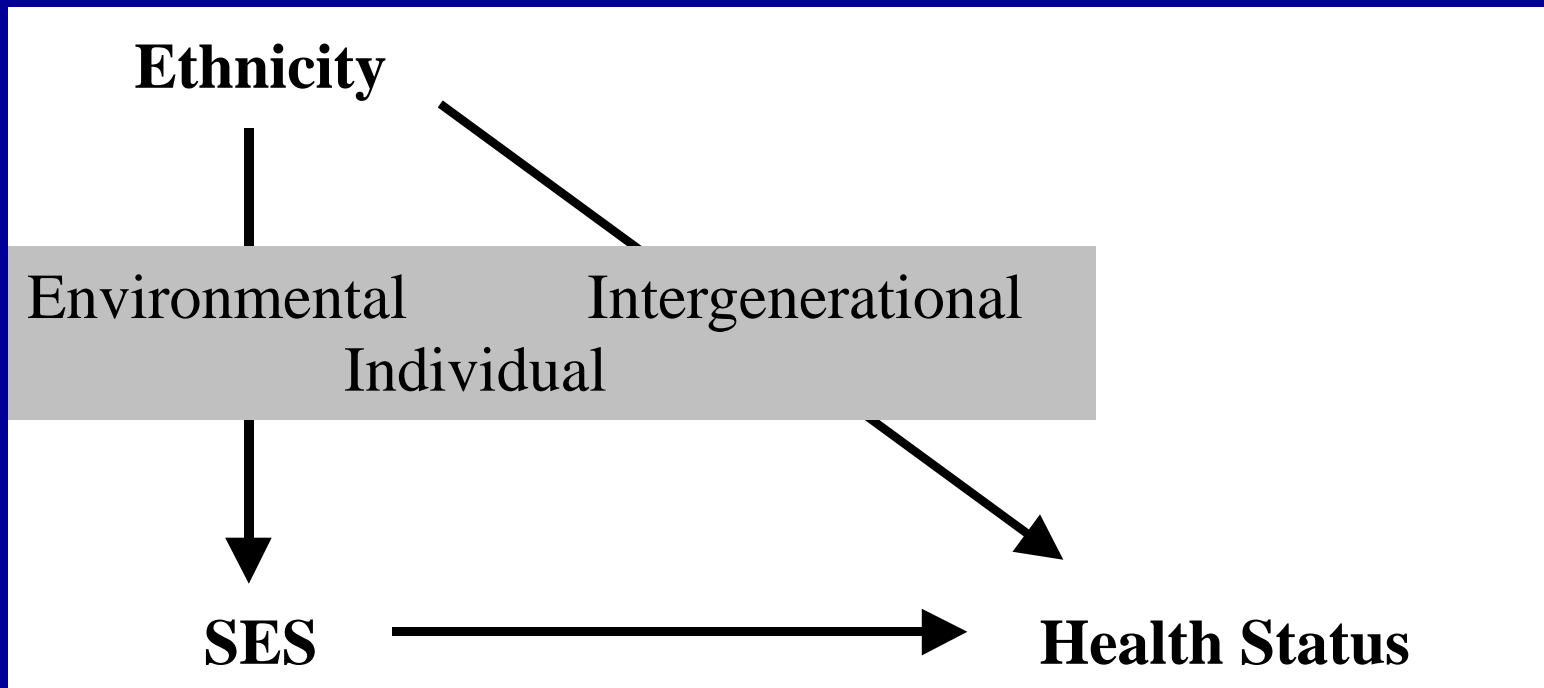 Ethnicity
Environmental Intergenerational
Individual
SES Health Status